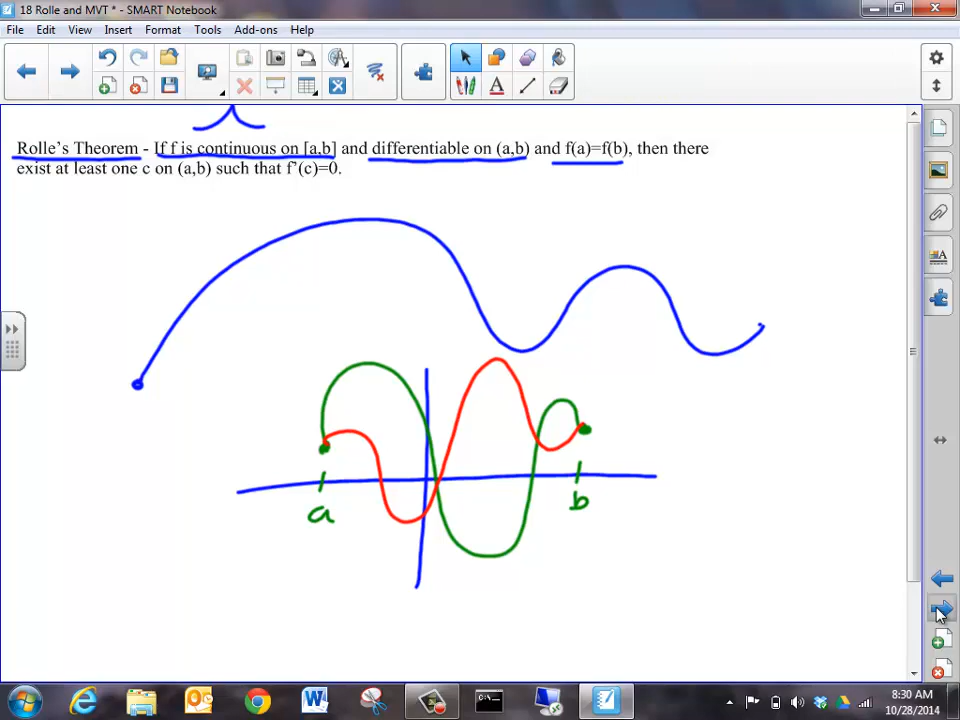 18 Rolle and MVT * - SMART Notebook
File Edit View Insert Format Tools Add-ons Help
Rolle's Theorem - If f is continuous on [a,b] and differentiable on (a,b) and f(a)=f(b), then there
exist at least one c on (a,b) such that f'(c)=0.
a
b
8:30 AM
10/28/2014